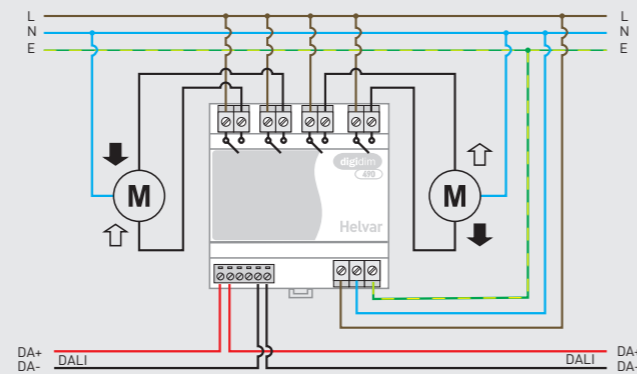 L L
N N
E E
digidim
490
M M
Helvar
DA+ DA+
DALI DALI
DA- DA-